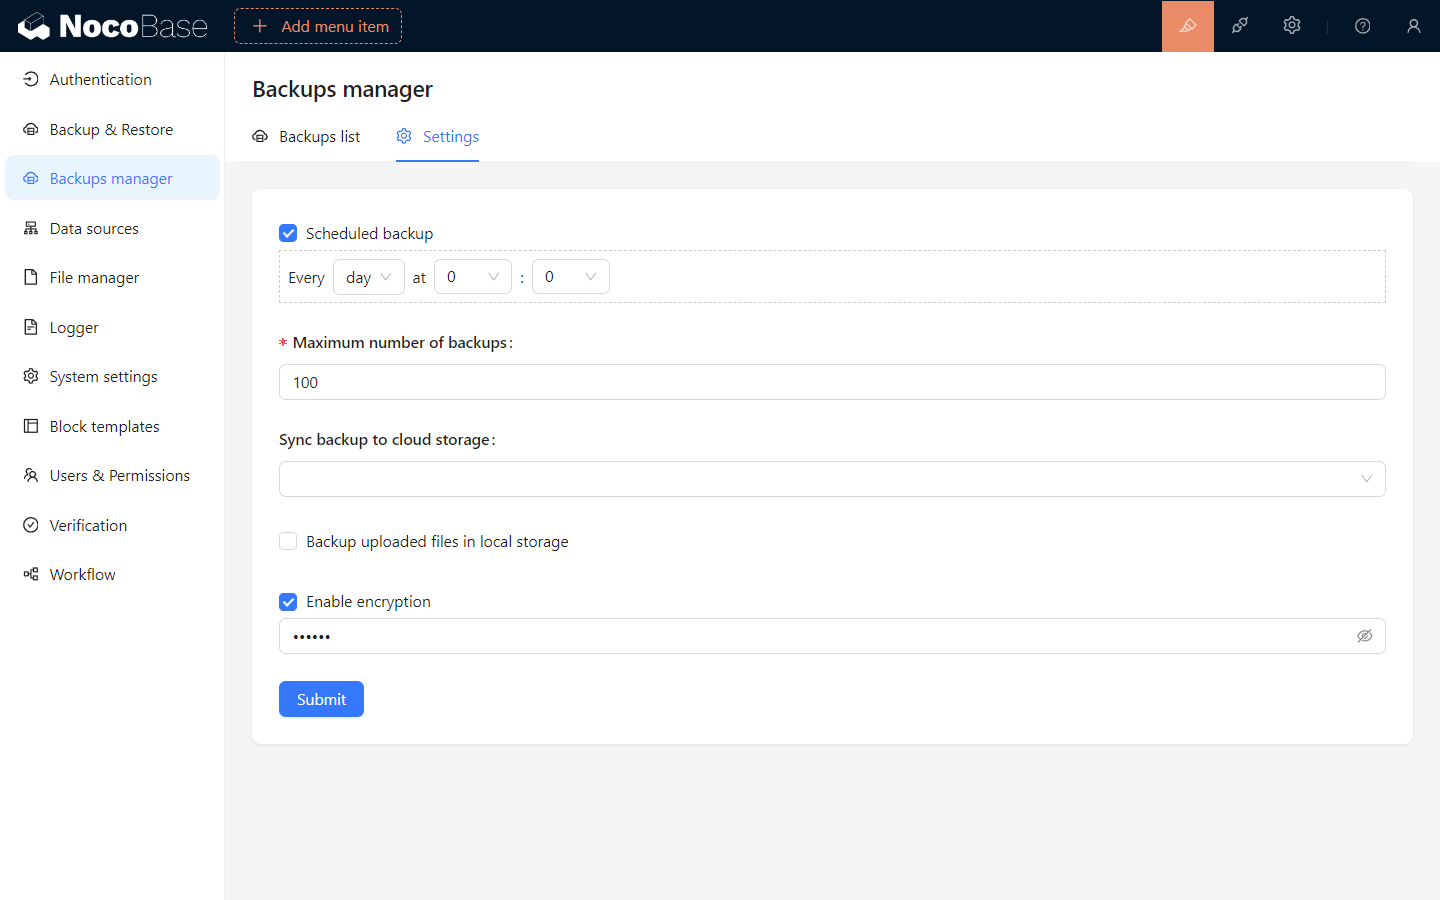 NocoBase
Add menu item
Authentication
Backup & Restore
Backups manager
Data sources
File manager
Logger
System settings
Block templates
Users & Permissions
Verification
Workflow
Backups manager
Backups list
Settings
Scheduled backup
Every day at 0 : 0
* Maximum number of backups:
100
Sync backup to cloud storage:
Backup uploaded files in local storage
Enable encryption
••••••
Submit